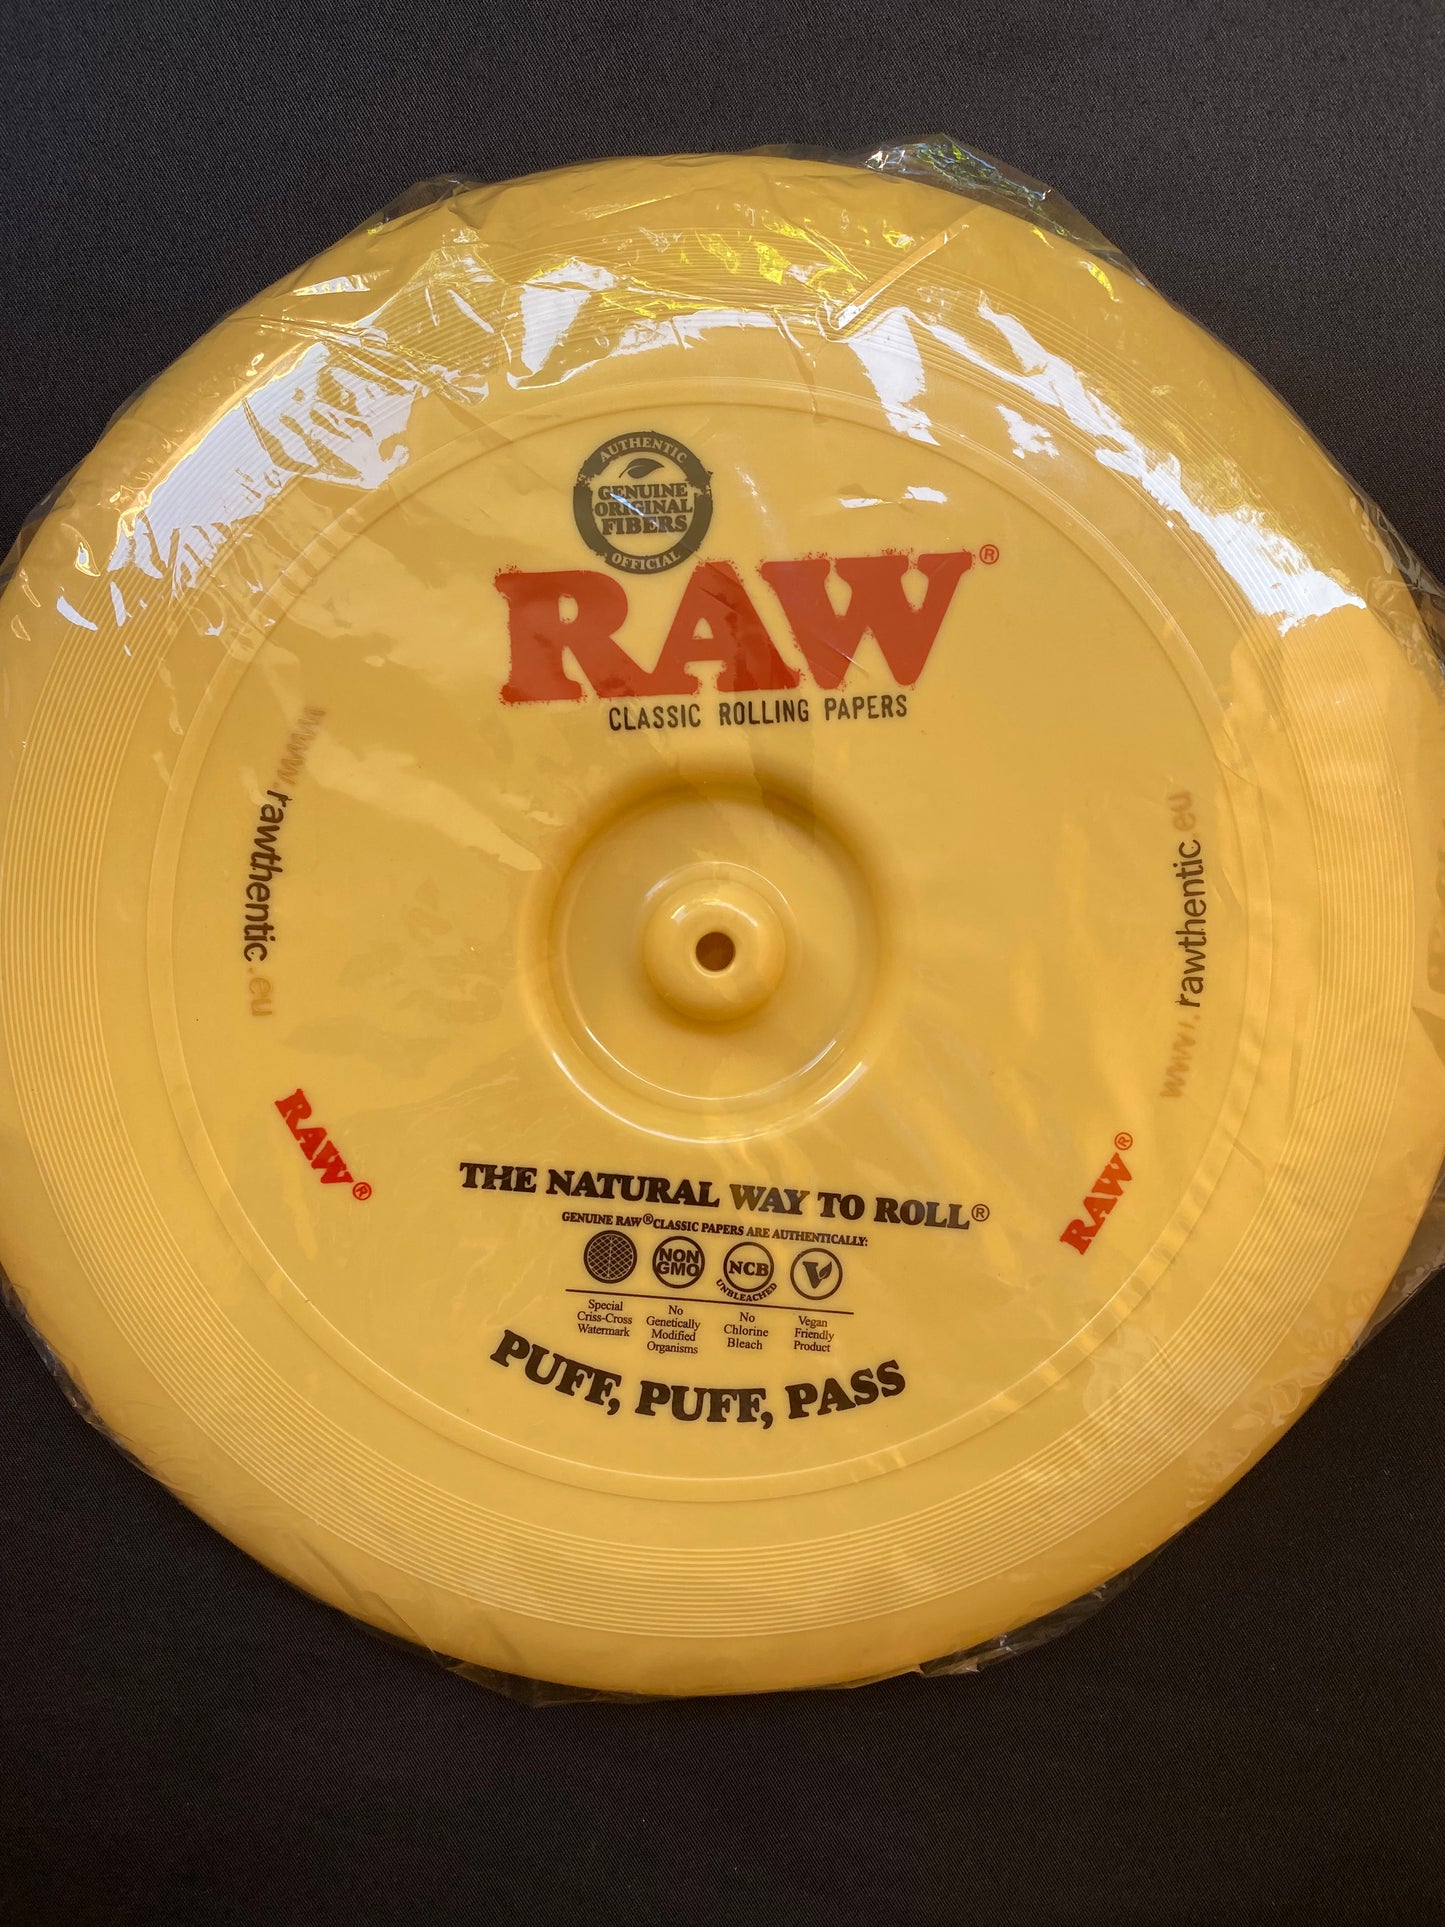 AUTHENTIC
GENUINE
ORIGINAL
FIBERS
OFFICIAL
RAW®
CLASSIC ROLLING PAPERS
www.rawthentic.eu
www.rawthentic.eu
RAW®
RAW®
THE NATURAL WAY TO ROLL®
GENUINE RAW® CLASSIC PAPERS ARE AUTHENTICALLY:
NON
GMO
NCB
UNBLEACHED
V
Special
Criss-Cross
Watermark
No
Genetically
Modified
Organisms
No
Chlorine
Bleach
Vegan
Friendly
Product
PUFF, PUFF, PASS